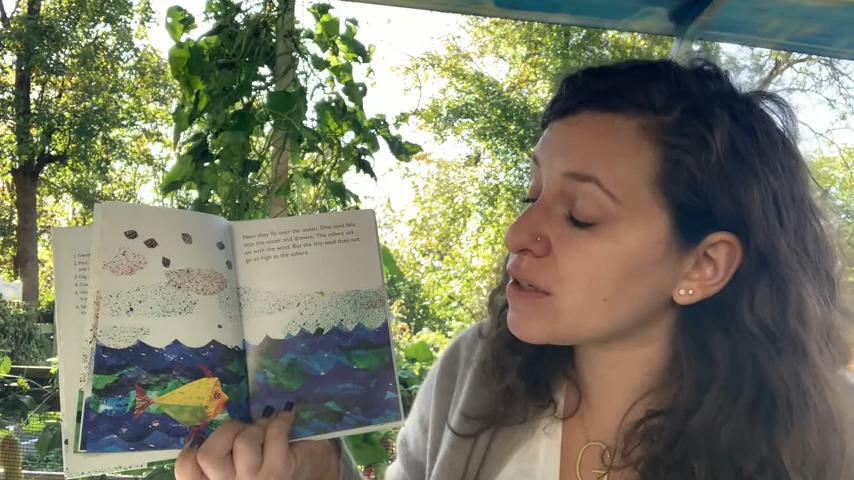 Now they fly over the ocean. One seed falls
into the water and drowns. The others sail
on with the wind. But the tiny seed does not
go as high as the others.
G